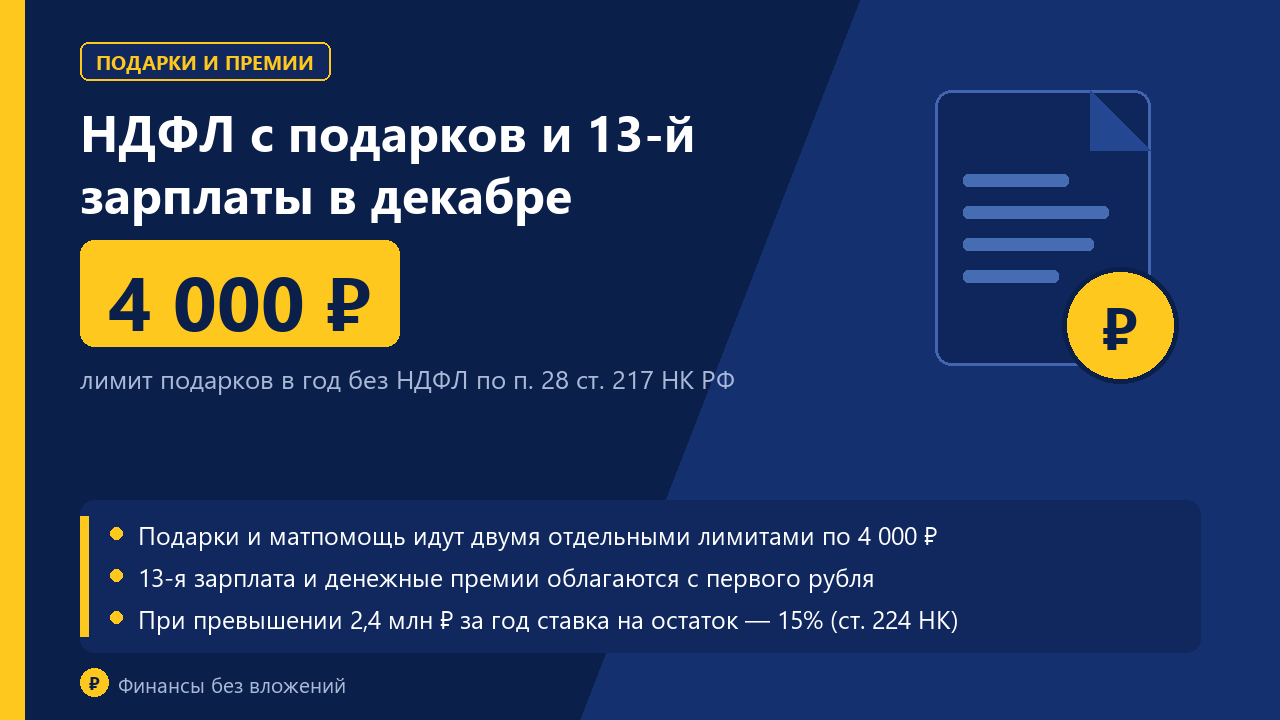 ПОДАРКИ И ПРЕМИИ
НДФЛ с подарков и 13-й
зарплаты в декабре
4 000 ₽
лимит подарков в год без НДФЛ по п. 28 ст. 217 НК РФ
₽
Подарки и матпомощь идут двумя отдельными лимитами по 4 000 ₽
13-я зарплата и денежные премии облагаются с первого рубля
При превышении 2,4 млн ₽ за год ставка на остаток — 15% (ст. 224 НК)
₽ Финансы без вложений